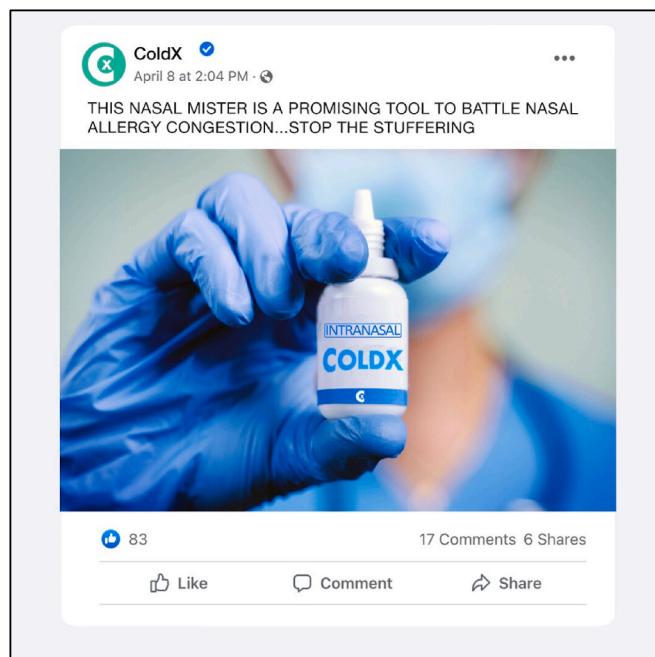 ColdX
April 8 at 2:04 PM ·
THIS NASAL MISTER IS A PROMISING TOOL TO BATTLE NASAL
ALLERGY CONGESTION...STOP THE STUFFERING
INTRANASAL
COLDX
83
17 Comments 6 Shares
Like
Comment
Share